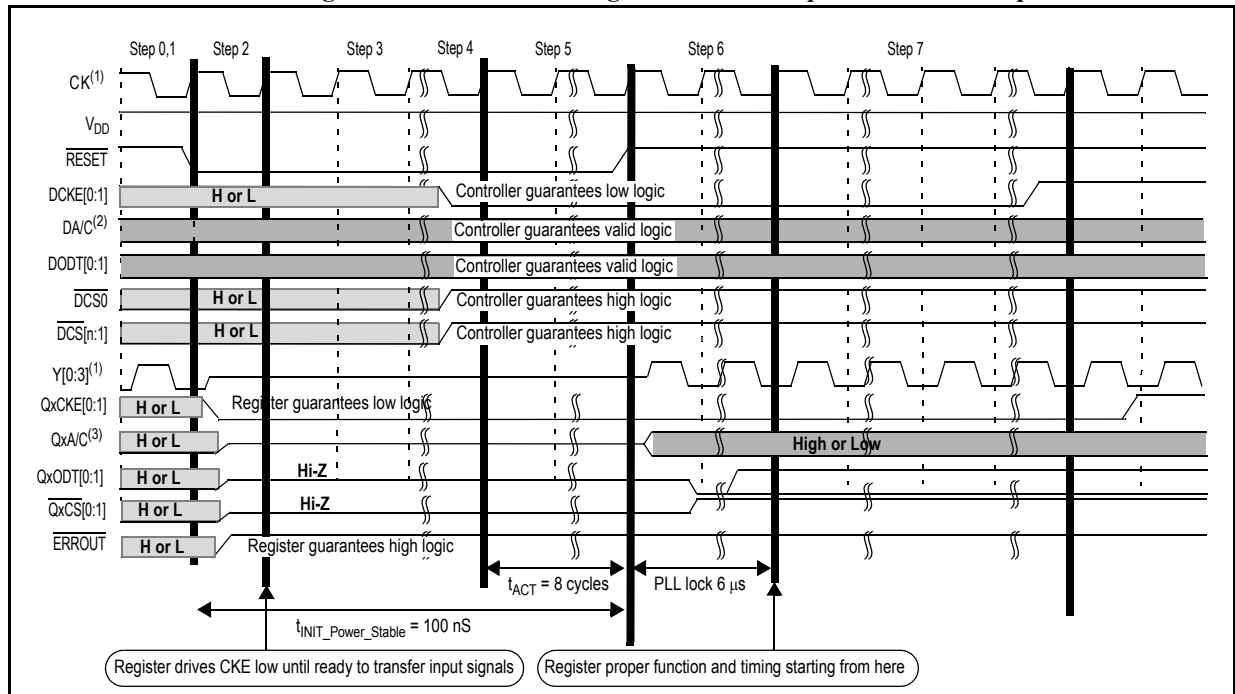 Step 0,1 Step 2 Step 3 Step 4 Step 5 Step 6 Step 7
CK(1)
VDD
RESET
DCKE[0:1] H or L Controller guarantees low logic
DA/C(2) Controller guarantees valid logic
DODT[0:1] Controller guarantees valid logic
DCS0 H or L Controller guarantees high logic
DCS[n:1] H or L Controller guarantees high logic
Y[0:3](1)
QxCKE[0:1] H or L Register guarantees low logic
QxA/C(3) H or L High or Low
QxODT[0:1] H or L Hi-Z
QxCS[0:1] H or L Hi-Z
ERROUT H or L Register guarantees high logic
tACT = 8 cycles PLL lock 6 μs
tINIT_Power_Stable = 100 nS
Register drives CKE low until ready to transfer input signals Register proper function and timing starting from here